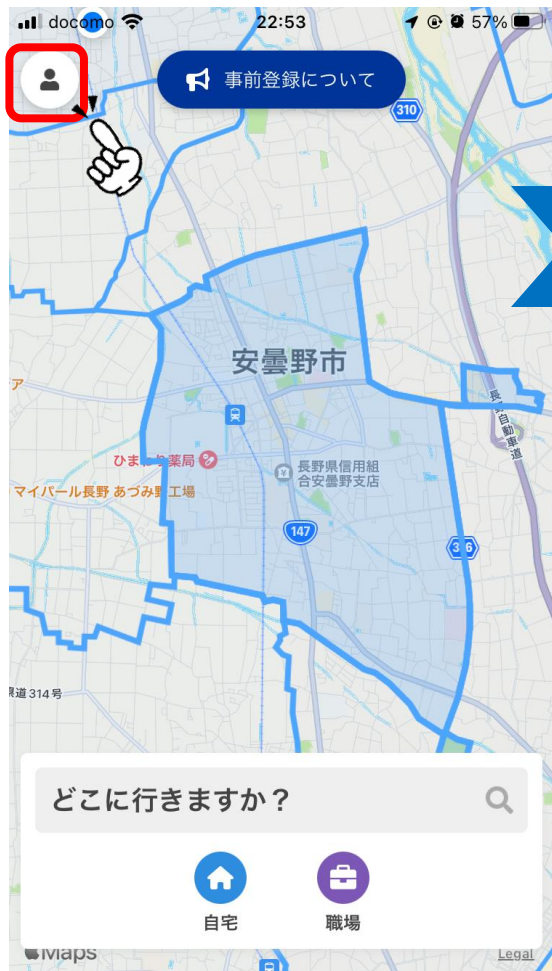 docomo
22:53
57%
事前登録について
310
安曇野市
ア
長野自動車道
ひまわり薬局
長野県信用組
合安曇野支店
マイパール長野 あづみ野工場
147
県道314号
どこに行きますか?
自宅
職場
Maps
Legal